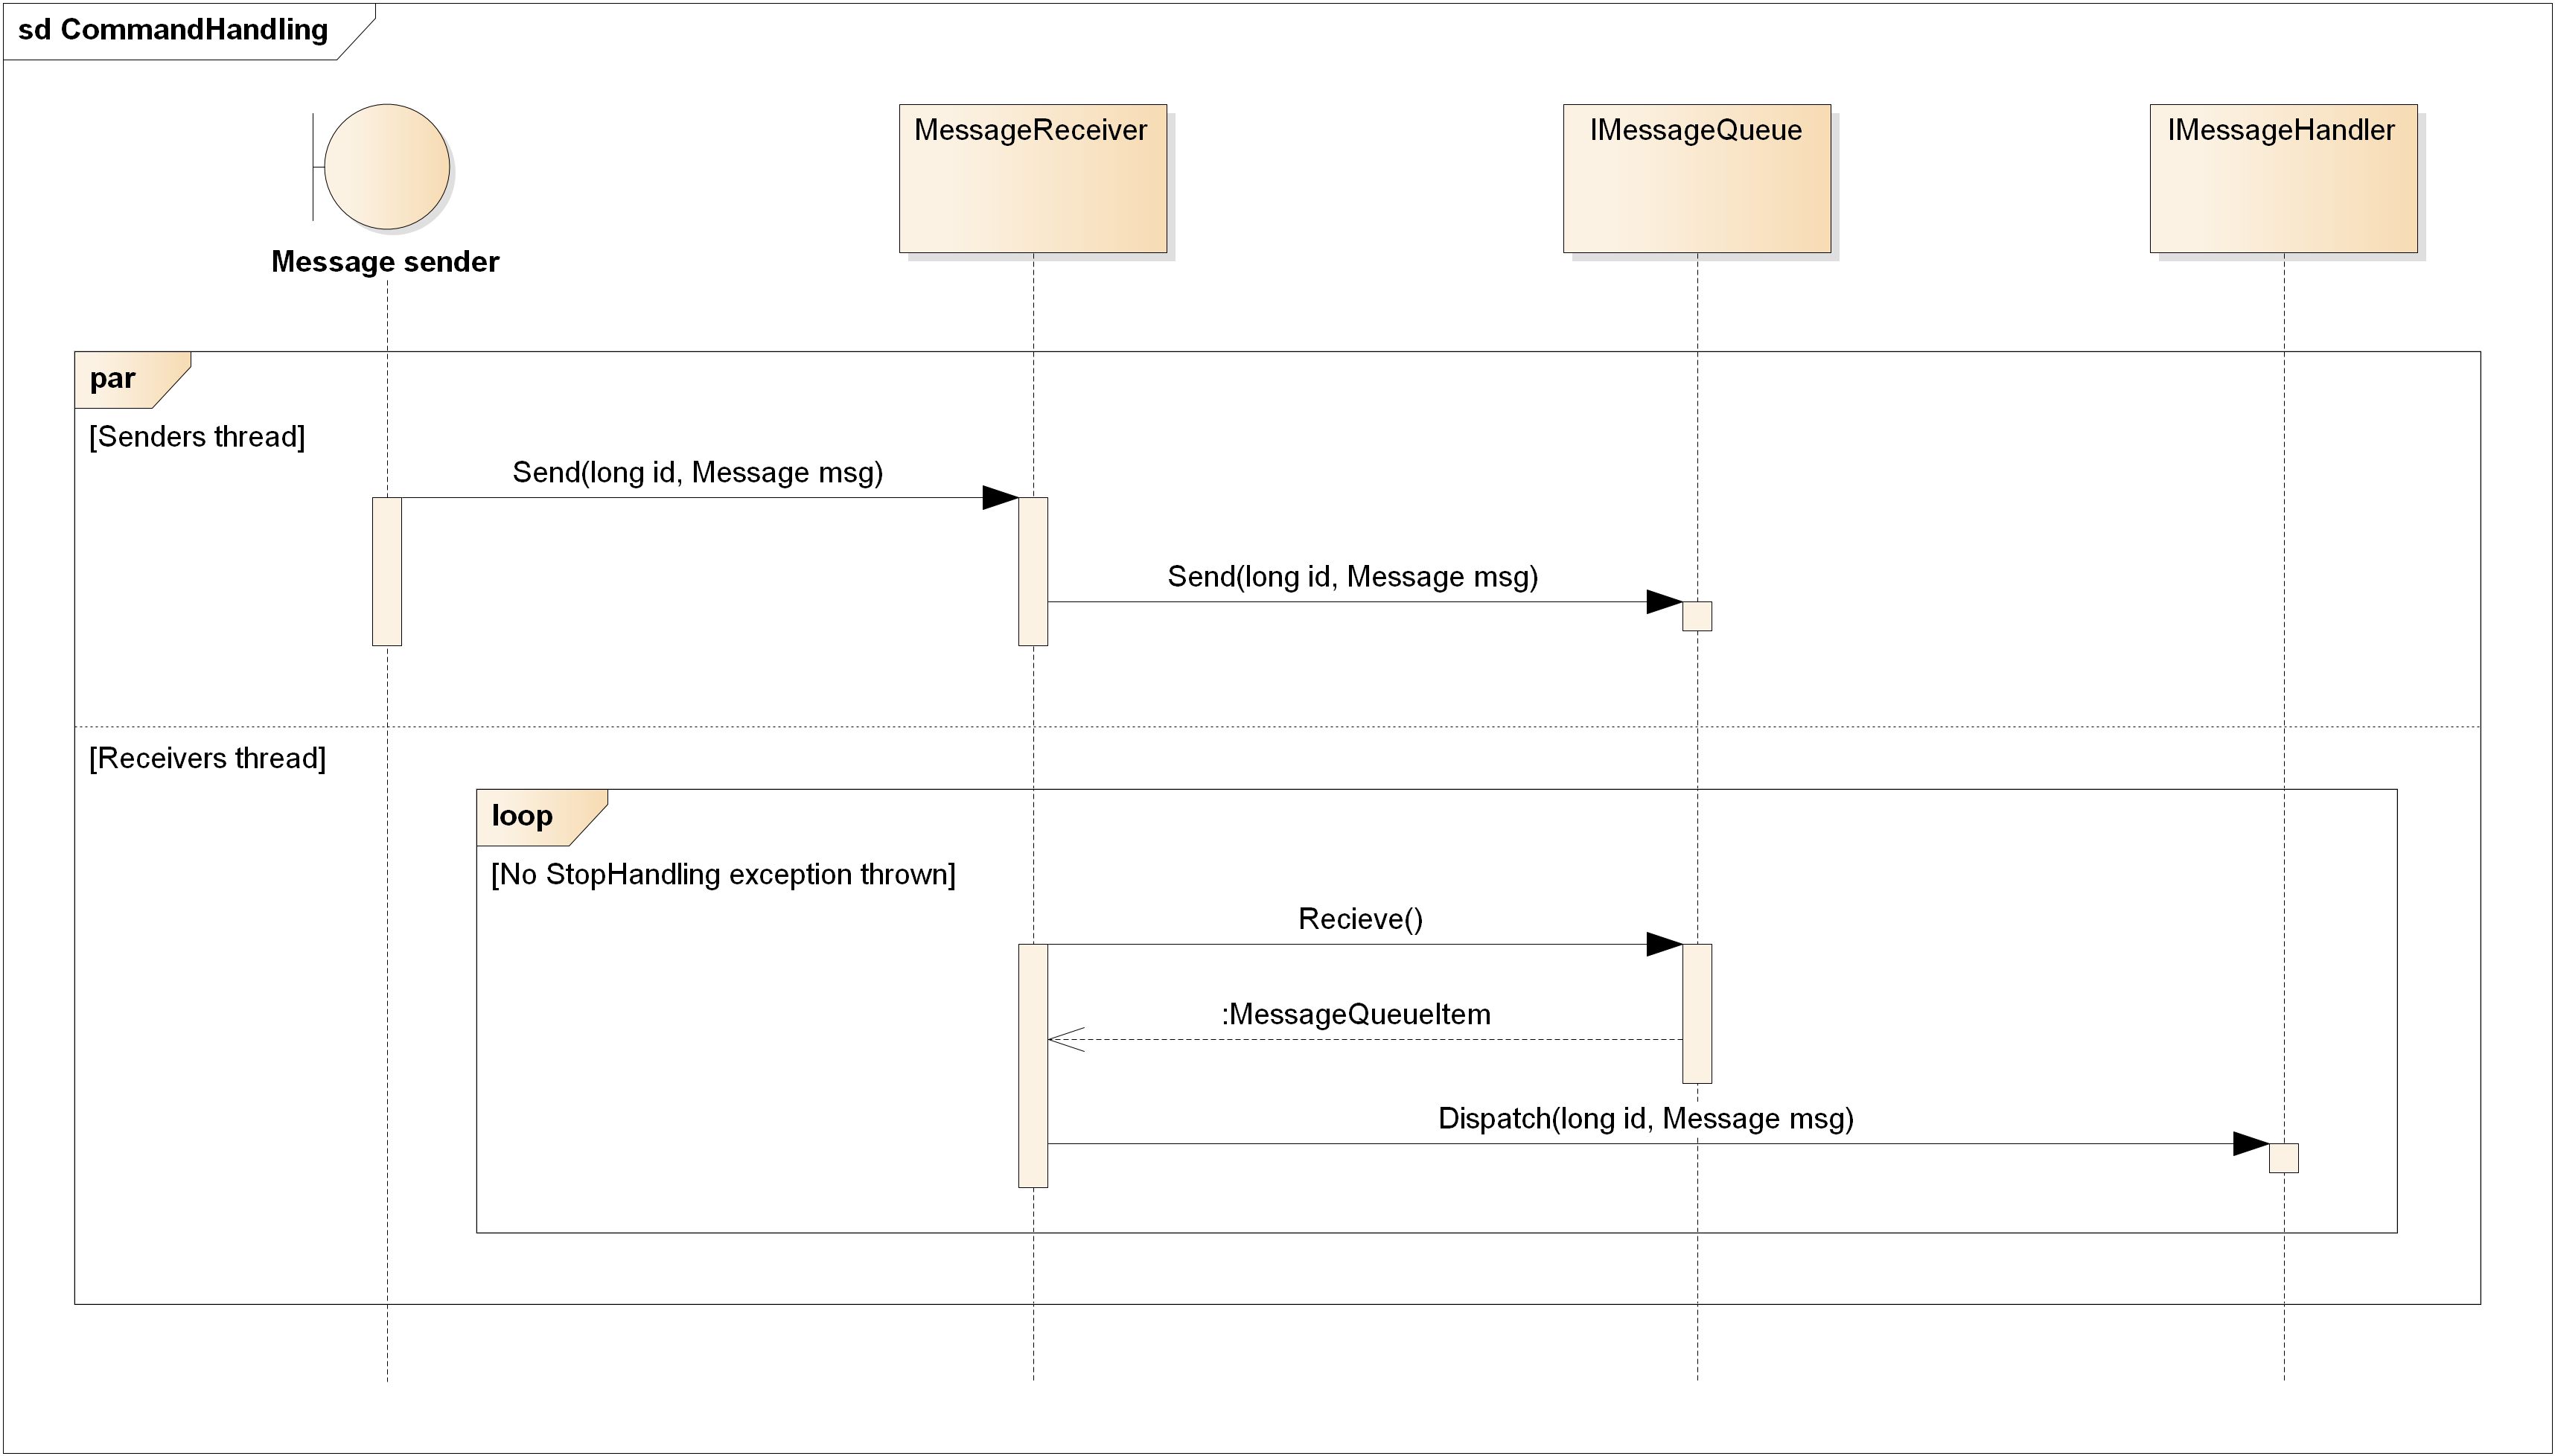 sd CommandHandling
Message sender
MessageReceiver
IMessageQueue
IMessageHandler
par
[Senders thread]
Send(long id, Message msg)
Send(long id, Message msg)
[Receivers thread]
loop
[No StopHandling exception thrown]
Recieve()
:MessageQueueItem
Dispatch(long id, Message msg)